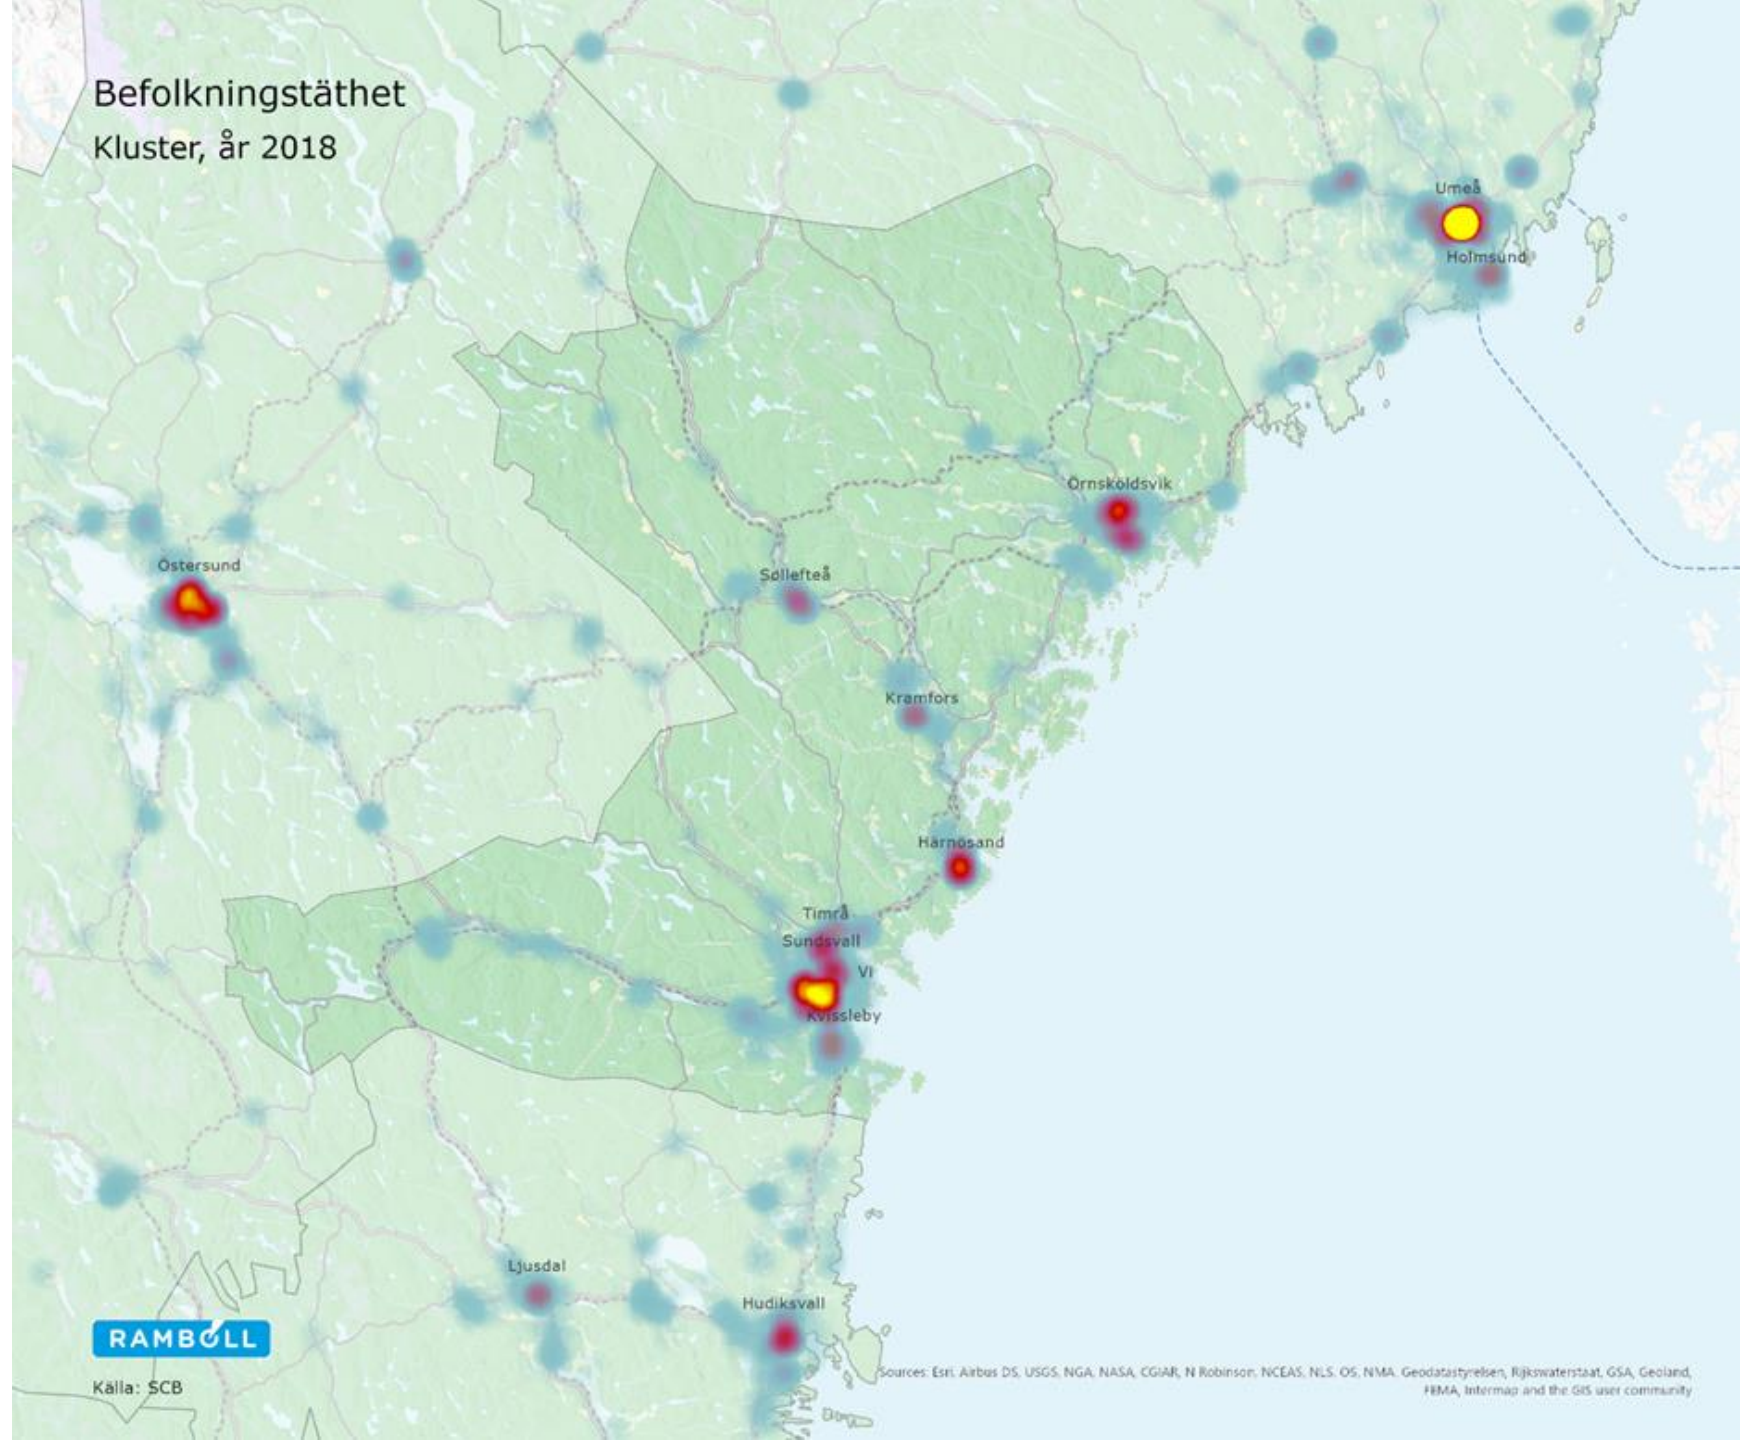 Befolkningstäthet
Kluster, år 2018
Umeå
Holmsund
Örnsköldsvik
Östersund
Sollefteå
Kramfors
Härnösand
Timrå
Sundsvall
Vi
Kvissleby
Ljusdal
Hudiksvall
RAMBOLL
Källa: SCB
Sources: Esri, Airbus DS, USGS, NGA, NASA, CGIAR, N Robinson, NCEAS, NLS, OS, NMA, Geodatastyrelsen, Rijkswaterstaat, GSA, Geoland,
FEMA, Intermap and the GIS user community